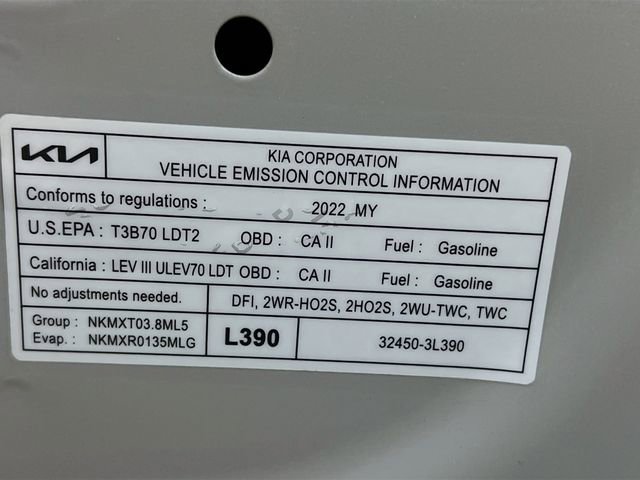 KIA
KIA CORPORATION
VEHICLE EMISSION CONTROL INFORMATION
Conforms to regulations : 2022 MY
U.S.EPA : T3B70 LDT2 OBD : CA II Fuel : Gasoline
California : LEV III ULEV70 LDT OBD : CA II Fuel : Gasoline
No adjustments needed. DFI, 2WR-HO2S, 2HO2S, 2WU-TWC, TWC
Group : NKMXT03.8ML5
Evap. : NKMXR0135MLG
L390
32450-3L390